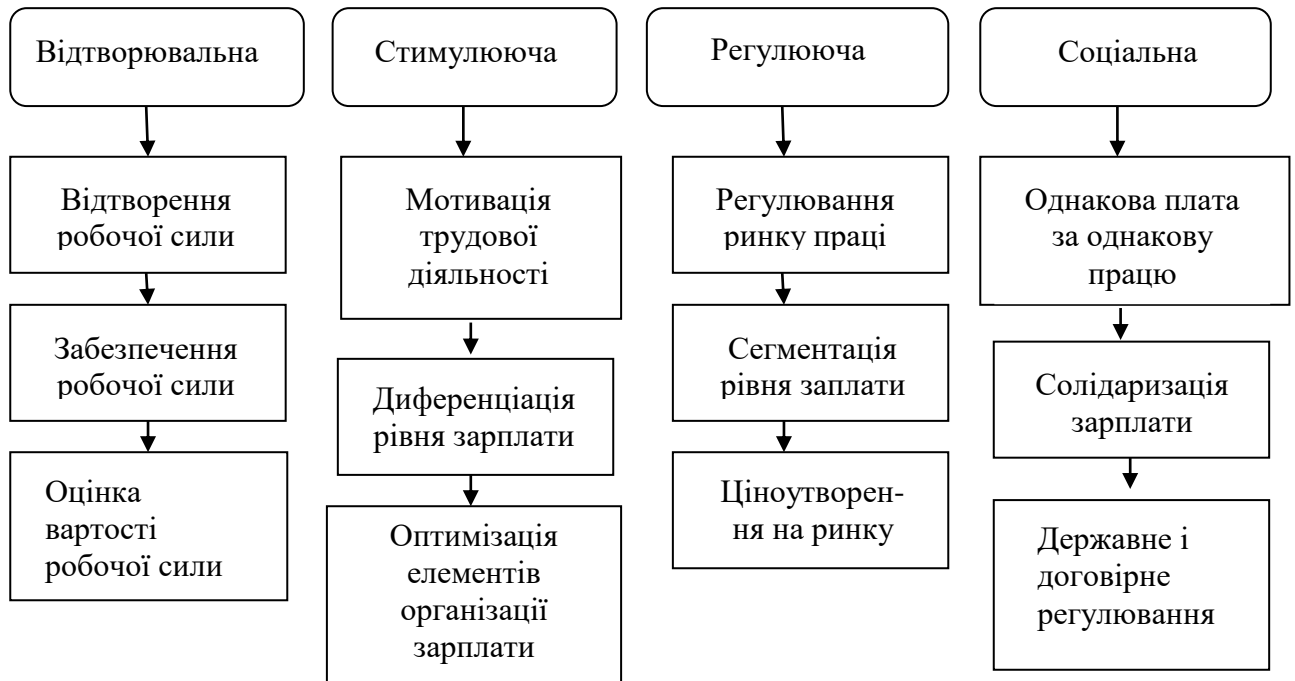 Відтворювальна
Стимулююча
Регулююча
Соціальна
Відтворення
робочої сили
Мотивація
трудової
діяльності
Регулювання
ринку праці
Однакова плата
за однакову
працю
Забезпечення
робочої сили
Диференціація
рівня зарплати
Сегментація
рівня заплати
Солідаризація
зарплати
Оцінка
вартості
робочої сили
Оптимізація
елементів
організації
зарплати
Ціноутворен-
ня на ринку
Державне і
договірне
регулювання